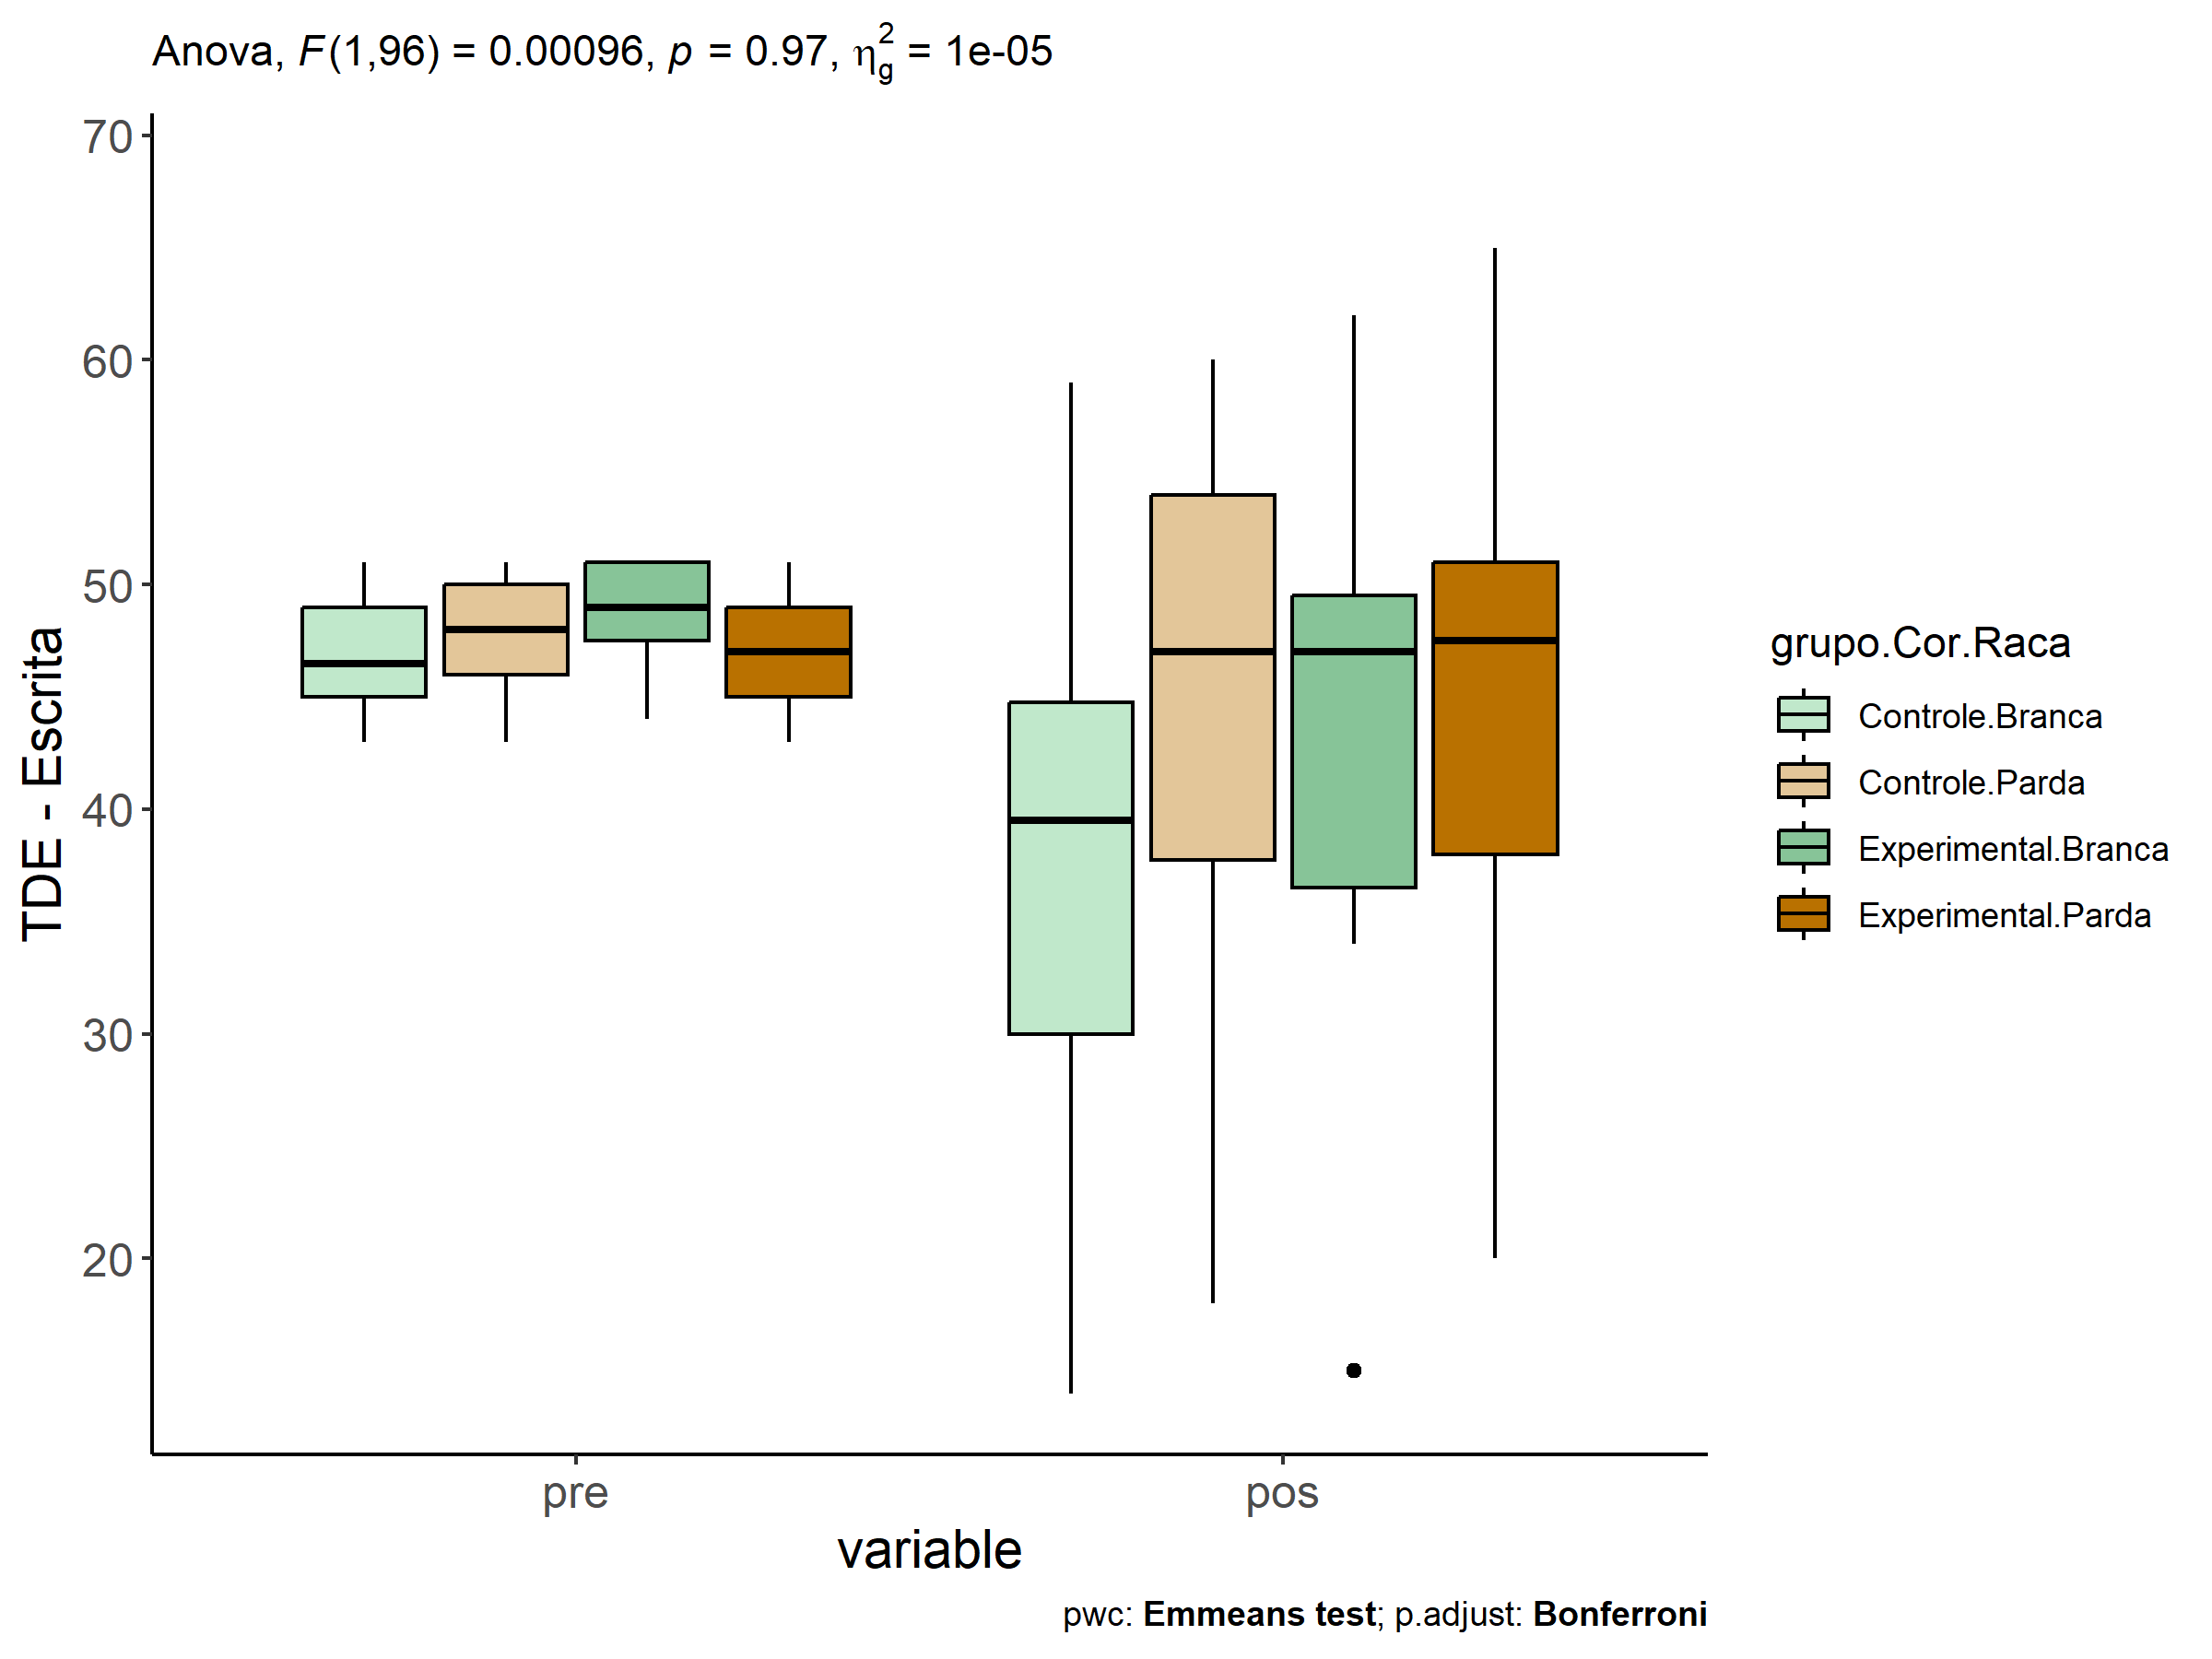 Anova, F(1,96) = 0.00096, p = 0.97, η²g = 1e-05
70
60
50
40
30
20
TDE - Escrita
pre
pos
variable
grupo.Cor.Raca
Controle.Branca
Controle.Parda
Experimental.Branca
Experimental.Parda
pwc: Emmeans test; p.adjust: Bonferroni